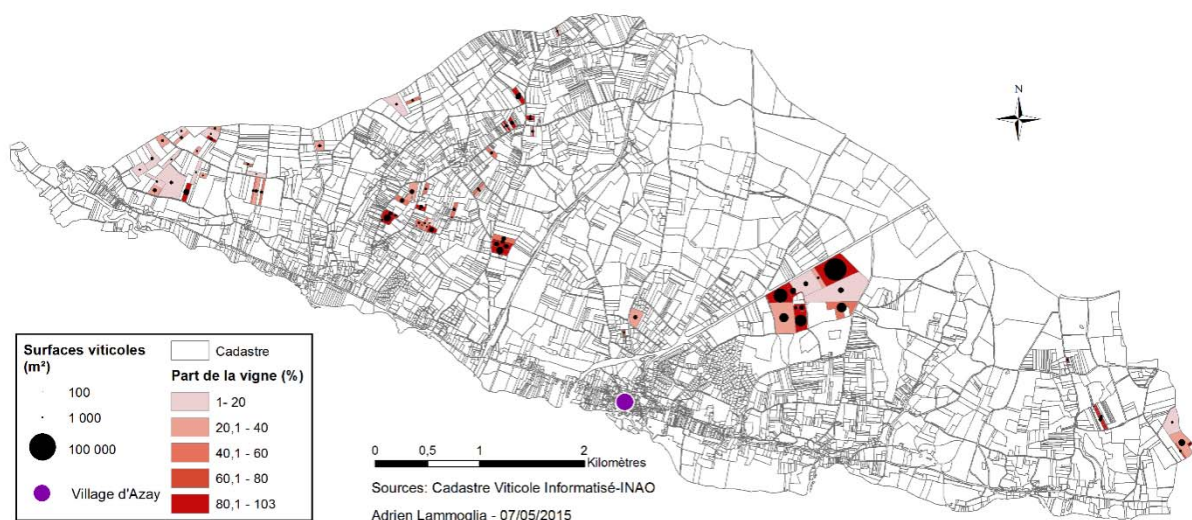 N
Surfaces viticoles
(m²)
100
1 000
100 000
Village d'Azay
Cadastre
Part de la vigne (%)
1- 20
20,1 - 40
40,1 - 60
60,1 - 80
80,1 - 103
0 0,5 1 2
Kilomètres
Sources: Cadastre Viticole Informatisé-INAO
Adrien Lammoglia - 07/05/2015